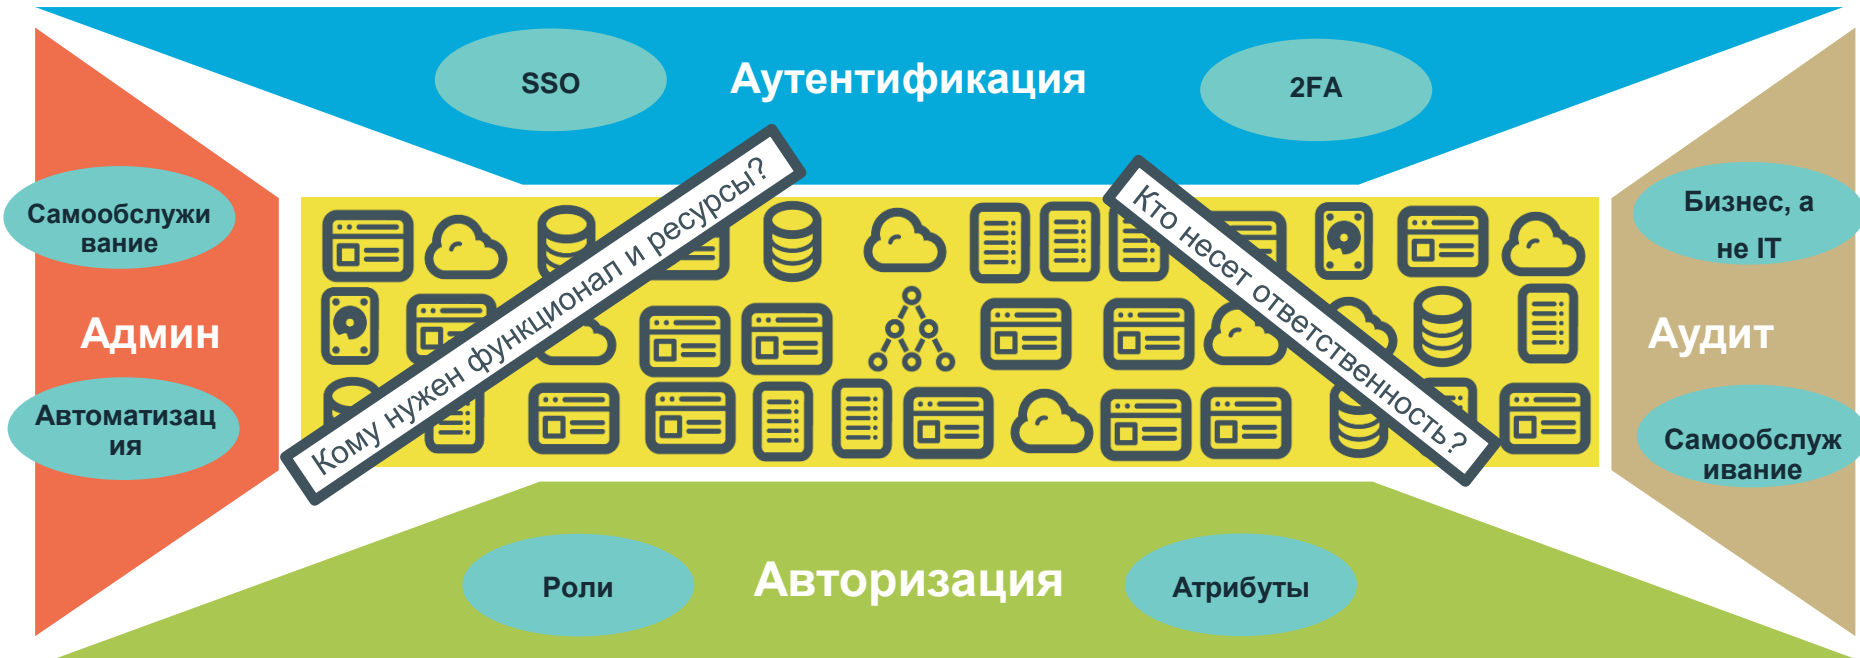 SSO
Аутентификация
2FA
Самообслужи
вание
Админ
Автоматизац
ия
Кому нужен функционал и ресурсы?
Кто несет ответственность?
Бизнес, а
не IT
Аудит
Самообслуж
ивание
Роли
Авторизация
Атрибуты